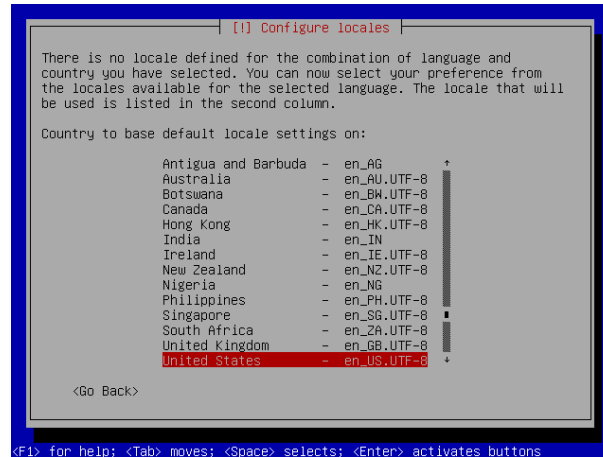 [!] Configure locales
There is no locale defined for the combination of language and
country you have selected. You can now select your preference from
the locales available for the selected language. The locale that will
be used is listed in the second column.
Country to base default locale settings on:
Antigua and Barbuda – en_AG ↑
Australia – en_AU.UTF-8
Botswana – en_BW.UTF-8
Canada – en_CA.UTF-8
Hong Kong – en_HK.UTF-8
India – en_IN
Ireland – en_IE.UTF-8
New Zealand – en_NZ.UTF-8
Nigeria – en_NG
Philippines – en_PH.UTF-8
Singapore – en_SG.UTF-8
South Africa – en_ZA.UTF-8
United Kingdom – en_GB.UTF-8
United States – en_US.UTF-8 ↓
<Go Back>
<F1> for help; <Tab> moves; <Space> selects; <Enter> activates buttons